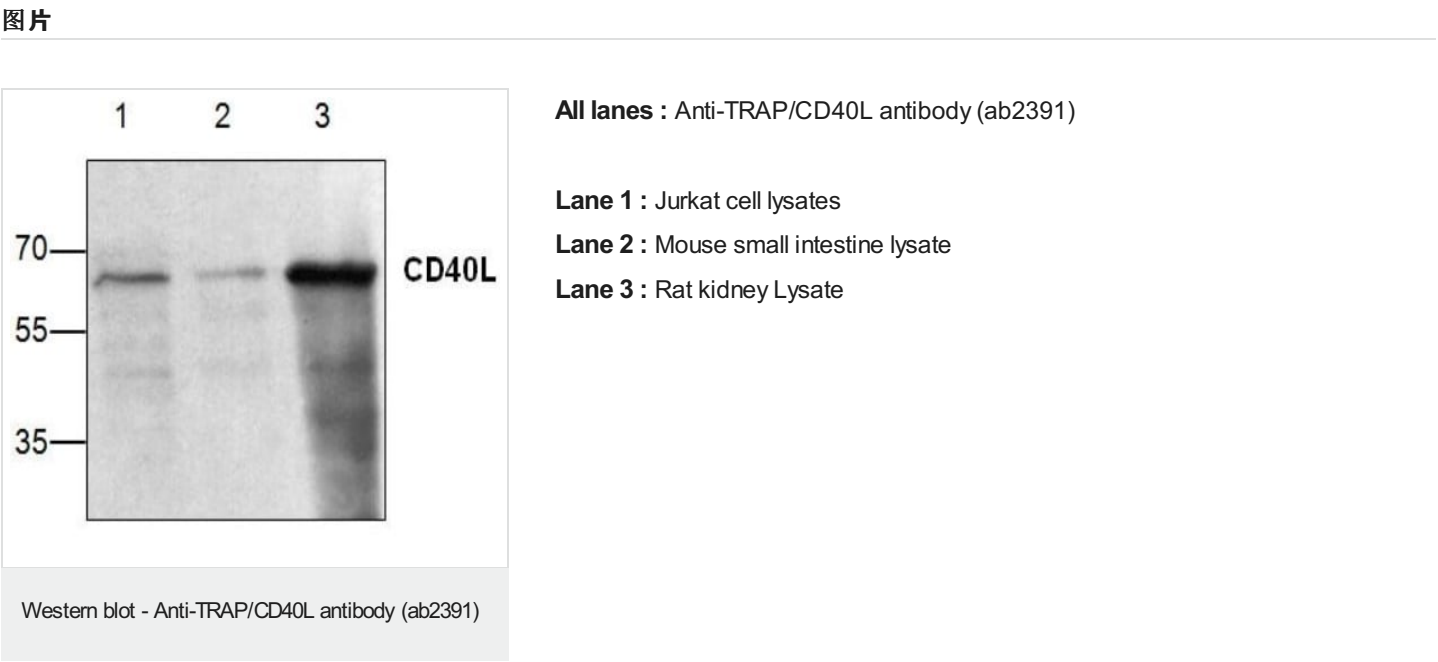 图片
1 2 3
70
CD40L
55
35
Western blot - Anti-TRAP/CD40L antibody (ab2391)
All lanes : Anti-TRAP/CD40L antibody (ab2391)
Lane 1 : Jurkat cell lysates
Lane 2 : Mouse small intestine lysate
Lane 3 : Rat kidney Lysate